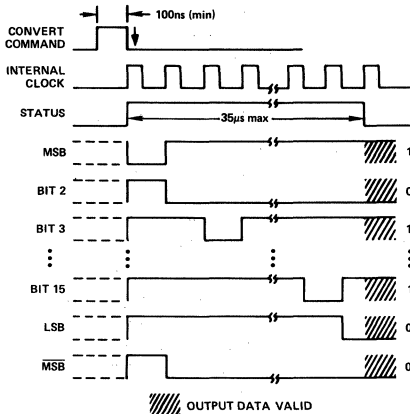 100ns (min)
CONVERT
COMMAND
INTERNAL
CLOCK
STATUS
35μs max
MSB 1
BIT 2 0
BIT 3 1
BIT 15 1
LSB 0
M̅S̅B̅ 0
OUTPUT DATA VALID